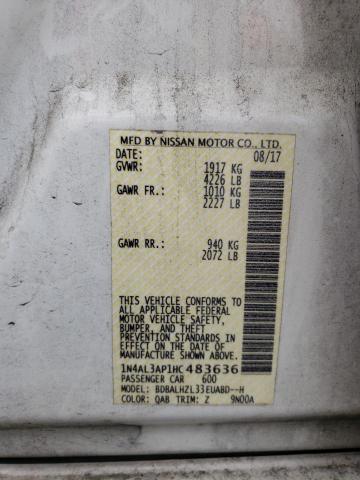 MFD BY NISSAN MOTOR CO., LTD.
DATE: 08/17
GVWR: 1917 KG
4226 LB
GAWR FR: 1010 KG
2227 LB
GAWR RR: 940 KG
2072 LB
THIS VEHICLE CONFORMS TO
ALL APPLICABLE FEDERAL
MOTOR VEHICLE SAFETY,
BUMPER, AND THEFT
PREVENTION STANDARDS
IN EFFECT ON THE DATE OF
MANUFACTURE SHOWN ABOVE.
1N4AL3AP1HC483636
PASSENGER CAR 600
MODEL: BDBALHZL33EUABD--H
COLOR: QAB TRIM: Z 9N00A